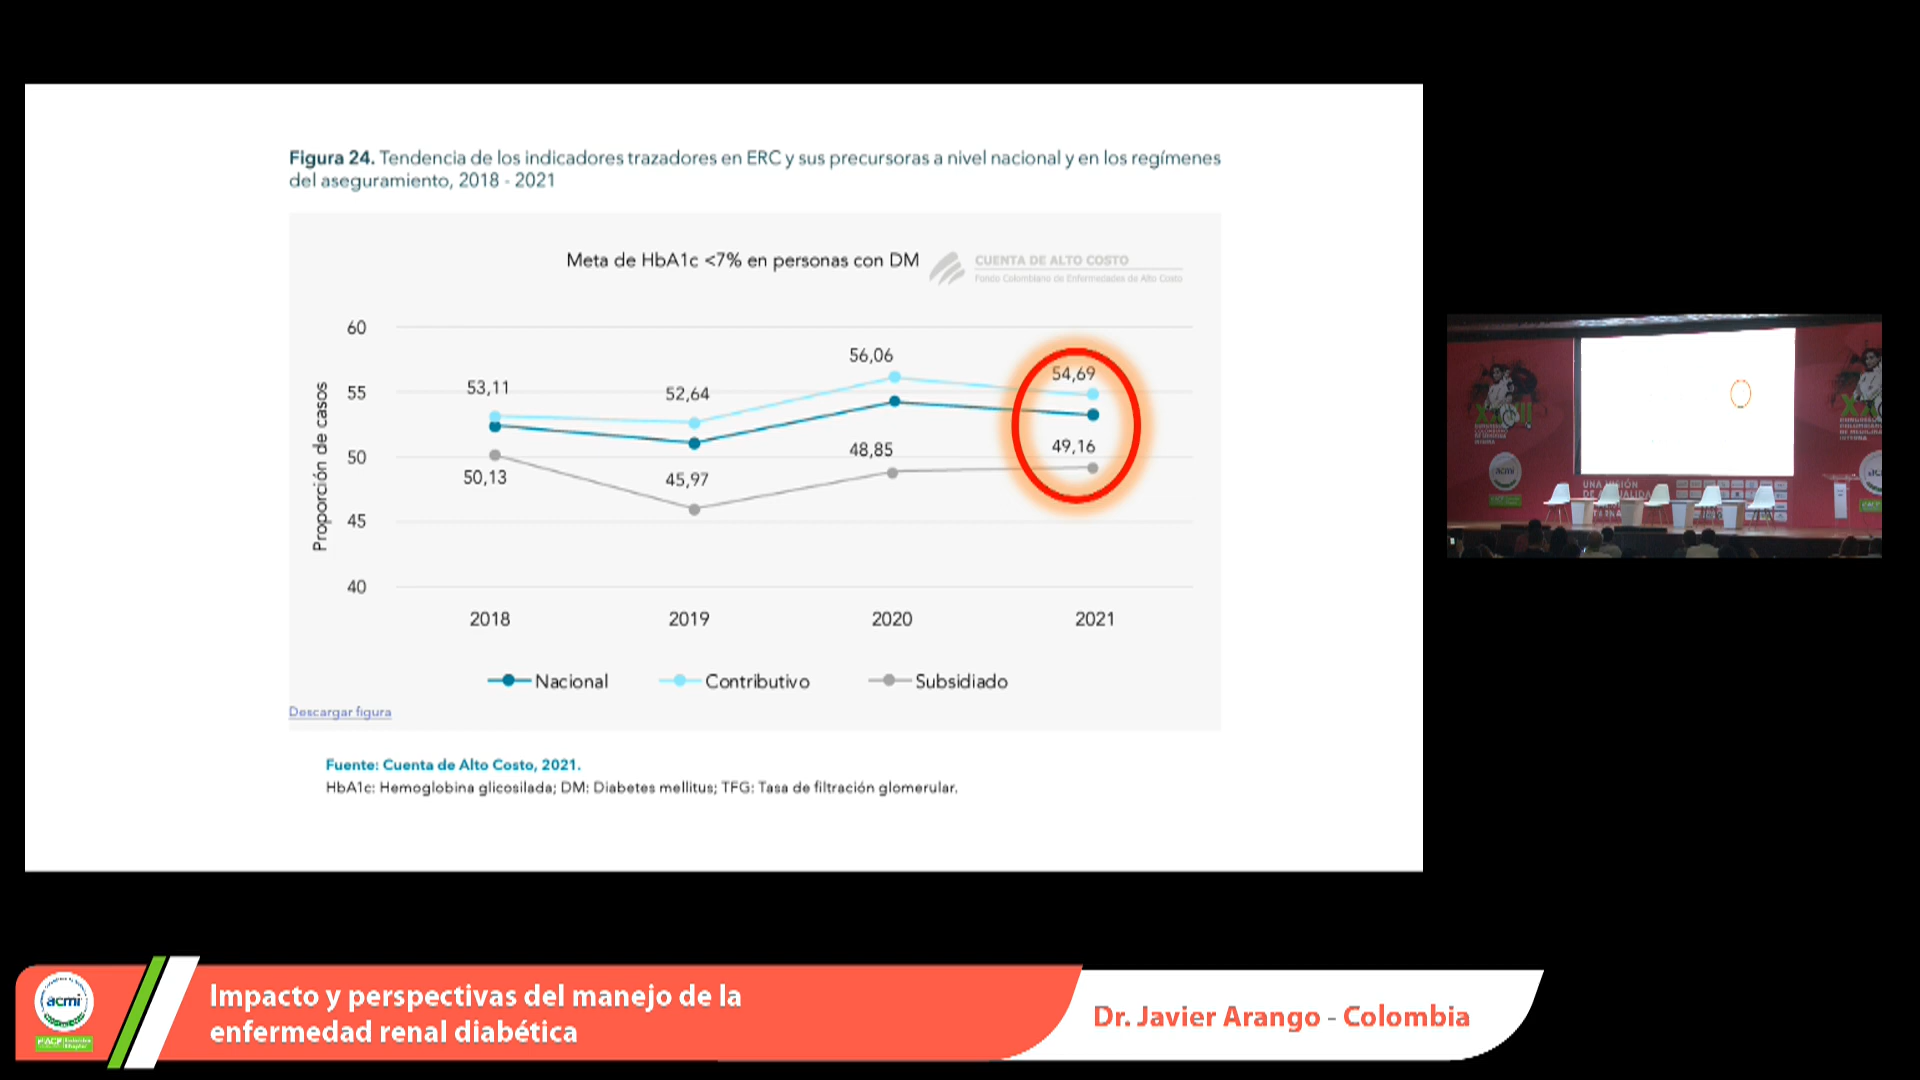 Figura 24. Tendencia de los indicadores trazadores en ERC y sus precursoras a nivel nacional y en los regímenes
del aseguramiento, 2018 - 2021
Meta de HbA1c <7% en personas con DM
CUENTA DE ALTO COSTO
Fondo Colombiano de Enfermedades de Alto Costo
Proporción de casos
60
55
50
45
40
53,11
52,64
56,06
54,69
50,13
45,97
48,85
49,16
2018
2019
2020
2021
Nacional
Contributivo
Subsidiado
Descargar figura
Fuente: Cuenta de Alto Costo, 2021.
HbA1c: Hemoglobina glicosilada; DM: Diabetes mellitus; TFG: Tasa de filtración glomerular.
acmi
UNA VISIÓN
acmi
Impacto y perspectivas del manejo de la
enfermedad renal diabética
Dr. Javier Arango - Colombia